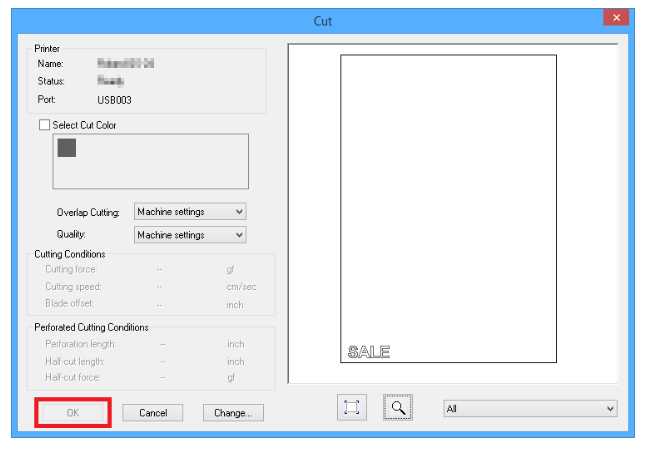 Cut
Printer
Name:
Status:
Port: USB003
Select Cut Color
Overlap Cutting: Machine settings
Quality: Machine settings
Cutting Conditions
Cutting force: -- gf
Cutting speed: -- cm/sec
Blade offset: -- inch
Perforated Cutting Conditions
Perforation length: -- inch
Half-cut length: -- inch
Half-cut force: -- gf
OK Cancel Change...
SALE
All